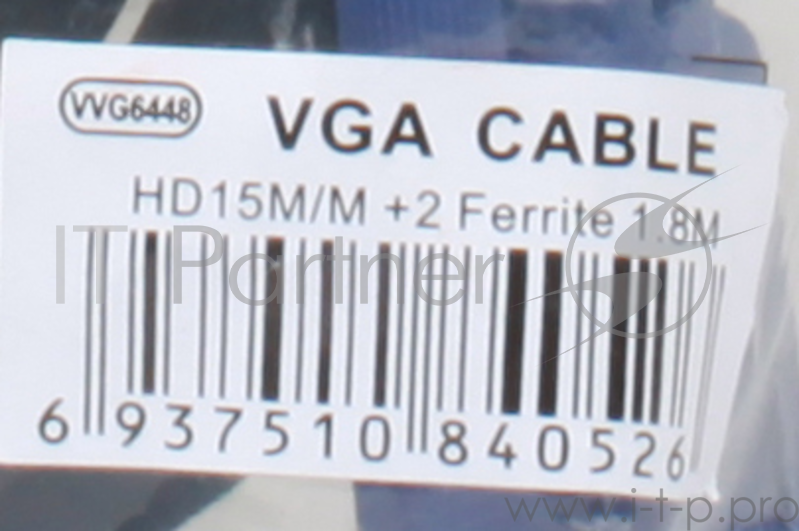 VVG6448
VGA CABLE
HD15M/M +2 Ferrite 1.8M
IT Partner
6 937510 840526
www.i-t-p.pro